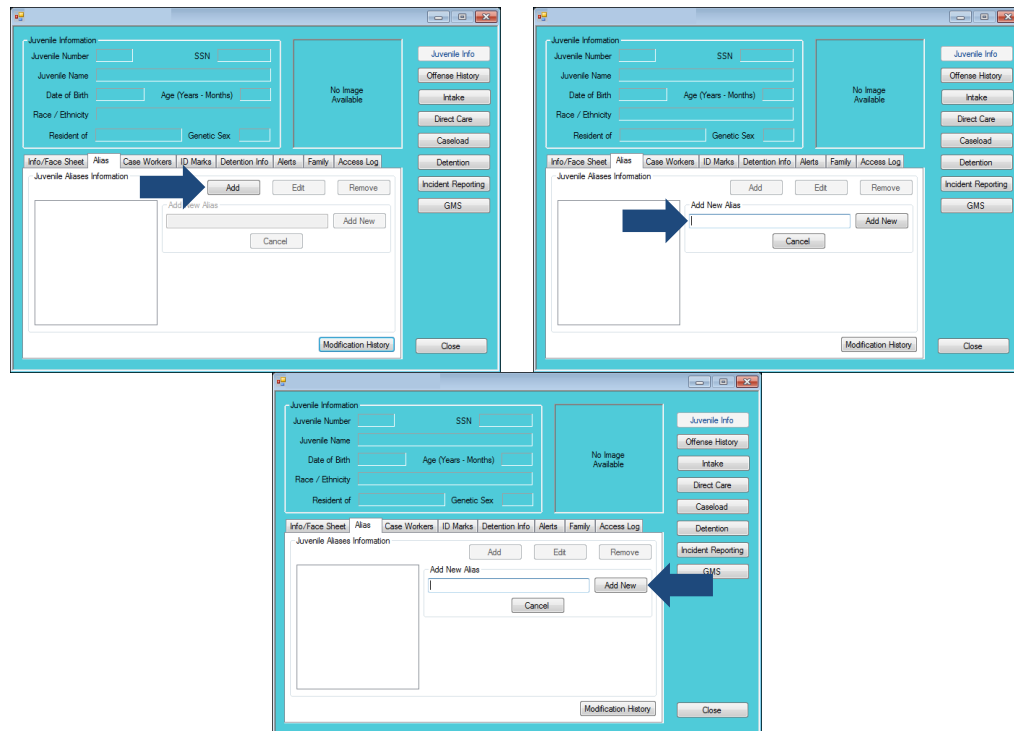 Juvenile Information
Juvenile Number SSN
Juvenile Name
Date of Birth Age (Years - Months)
Race / Ethnicity
Resident of Genetic Sex
No Image
Available
Juvenile Info
Offense History
Intake
Direct Care
Caseload
Detention
Incident Reporting
GMS
Info/Face Sheet Alias Case Workers ID Marks Detention Info Alerts Family Access Log
Juvenile Aliases Information
Add Edit Remove
Add New Alias
Add New
Cancel
Modification History
Close
Juvenile Information
Juvenile Number SSN
Juvenile Name
Date of Birth Age (Years - Months)
Race / Ethnicity
Resident of Genetic Sex
No Image
Available
Juvenile Info
Offense History
Intake
Direct Care
Caseload
Detention
Incident Reporting
GMS
Info/Face Sheet Alias Case Workers ID Marks Detention Info Alerts Family Access Log
Juvenile Aliases Information
Add Edit Remove
Add New Alias
Add New
Cancel
Modification History
Close
Juvenile Information
Juvenile Number SSN
Juvenile Name
Date of Birth Age (Years - Months)
Race / Ethnicity
Resident of Genetic Sex
No Image
Available
Juvenile Info
Offense History
Intake
Direct Care
Caseload
Detention
Incident Reporting
GMS
Info/Face Sheet Alias Case Workers ID Marks Detention Info Alerts Family Access Log
Juvenile Aliases Information
Add Edit Remove
Add New Alias
Add New
Cancel
Modification History
Close